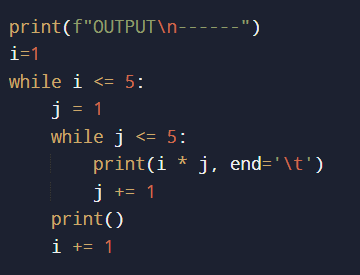 print(f"OUTPUT\n------")
i=1
while i <= 5:
    j = 1
    while j <= 5:
        print(i * j, end='\t')
        j += 1
    print()
    i += 1